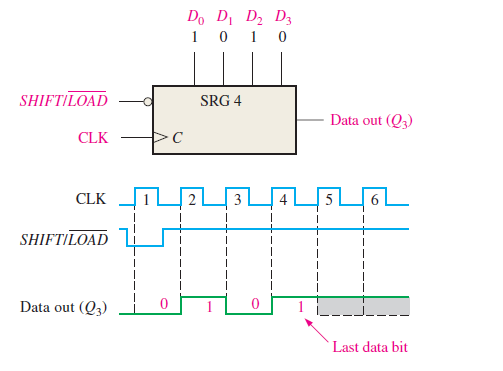 D0 D1 D2 D3
1 0 1 0
SHIFT/LOAD
SRG 4
Data out (Q3)
CLK
C
CLK
1 2 3 4 5 6
SHIFT/LOAD
Data out (Q3)
0 1 0 1
Last data bit